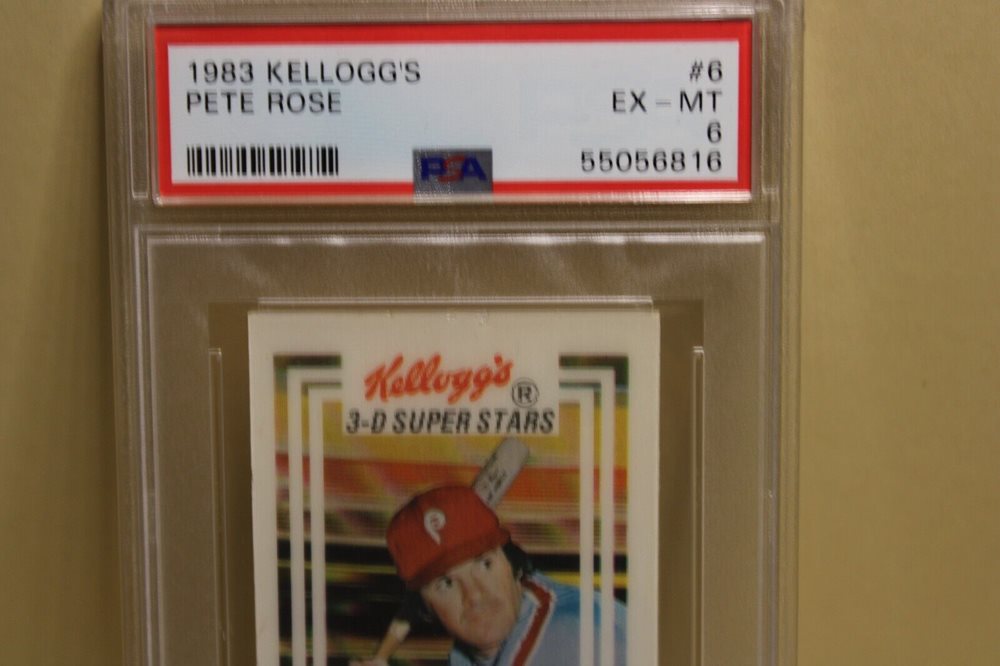 1983 KELLOGG'S #6
PETE ROSE EX - MT
6
PSA 55056816
Kellogg's ®
3-D SUPER STARS
P